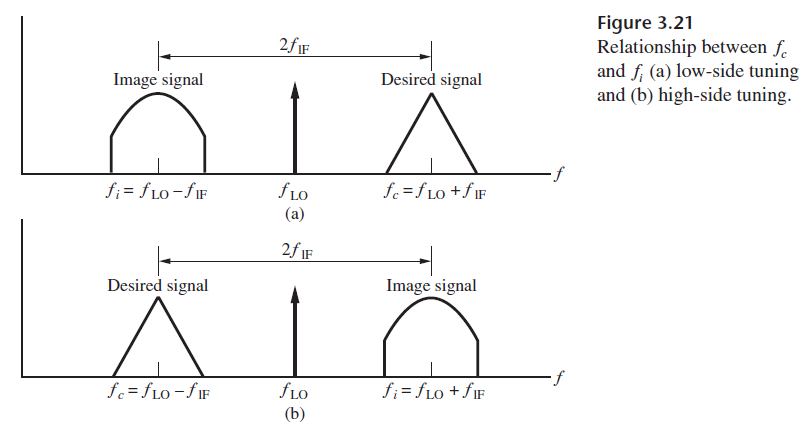 Figure 3.21
Relationship between f_c
and f_i (a) low-side tuning
and (b) high-side tuning.
2f_IF
Image signal
Desired signal
f_i = f_LO − f_IF
f_LO
f_c = f_LO + f_IF
f
(a)
2f_IF
Desired signal
Image signal
f_c = f_LO − f_IF
f_LO
f_i = f_LO + f_IF
f
(b)